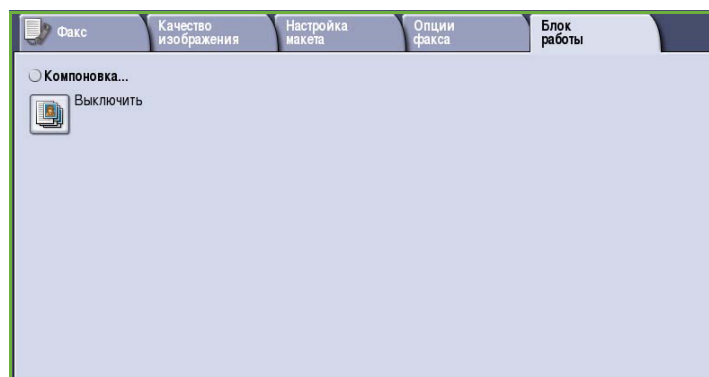 Факс
Качество
изображения
Настройка
макета
Опции
факса
Блок
работы
Компоновка...
Выключить